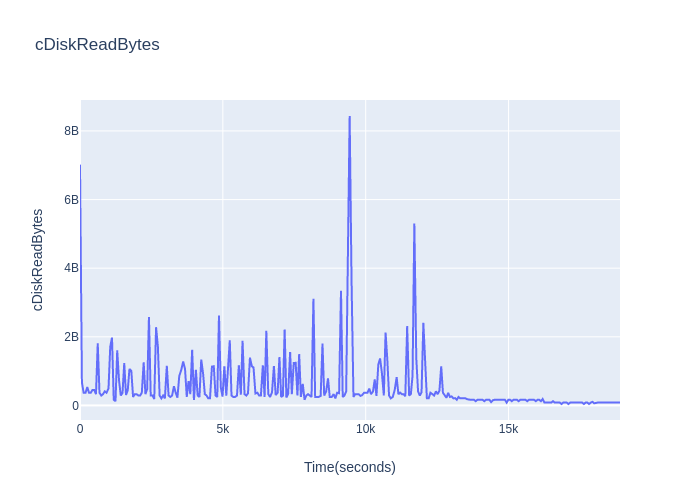 cDiskReadBytes
8B
6B
4B
2B
0
cDiskReadBytes
0
5k
10k
15k
Time(seconds)